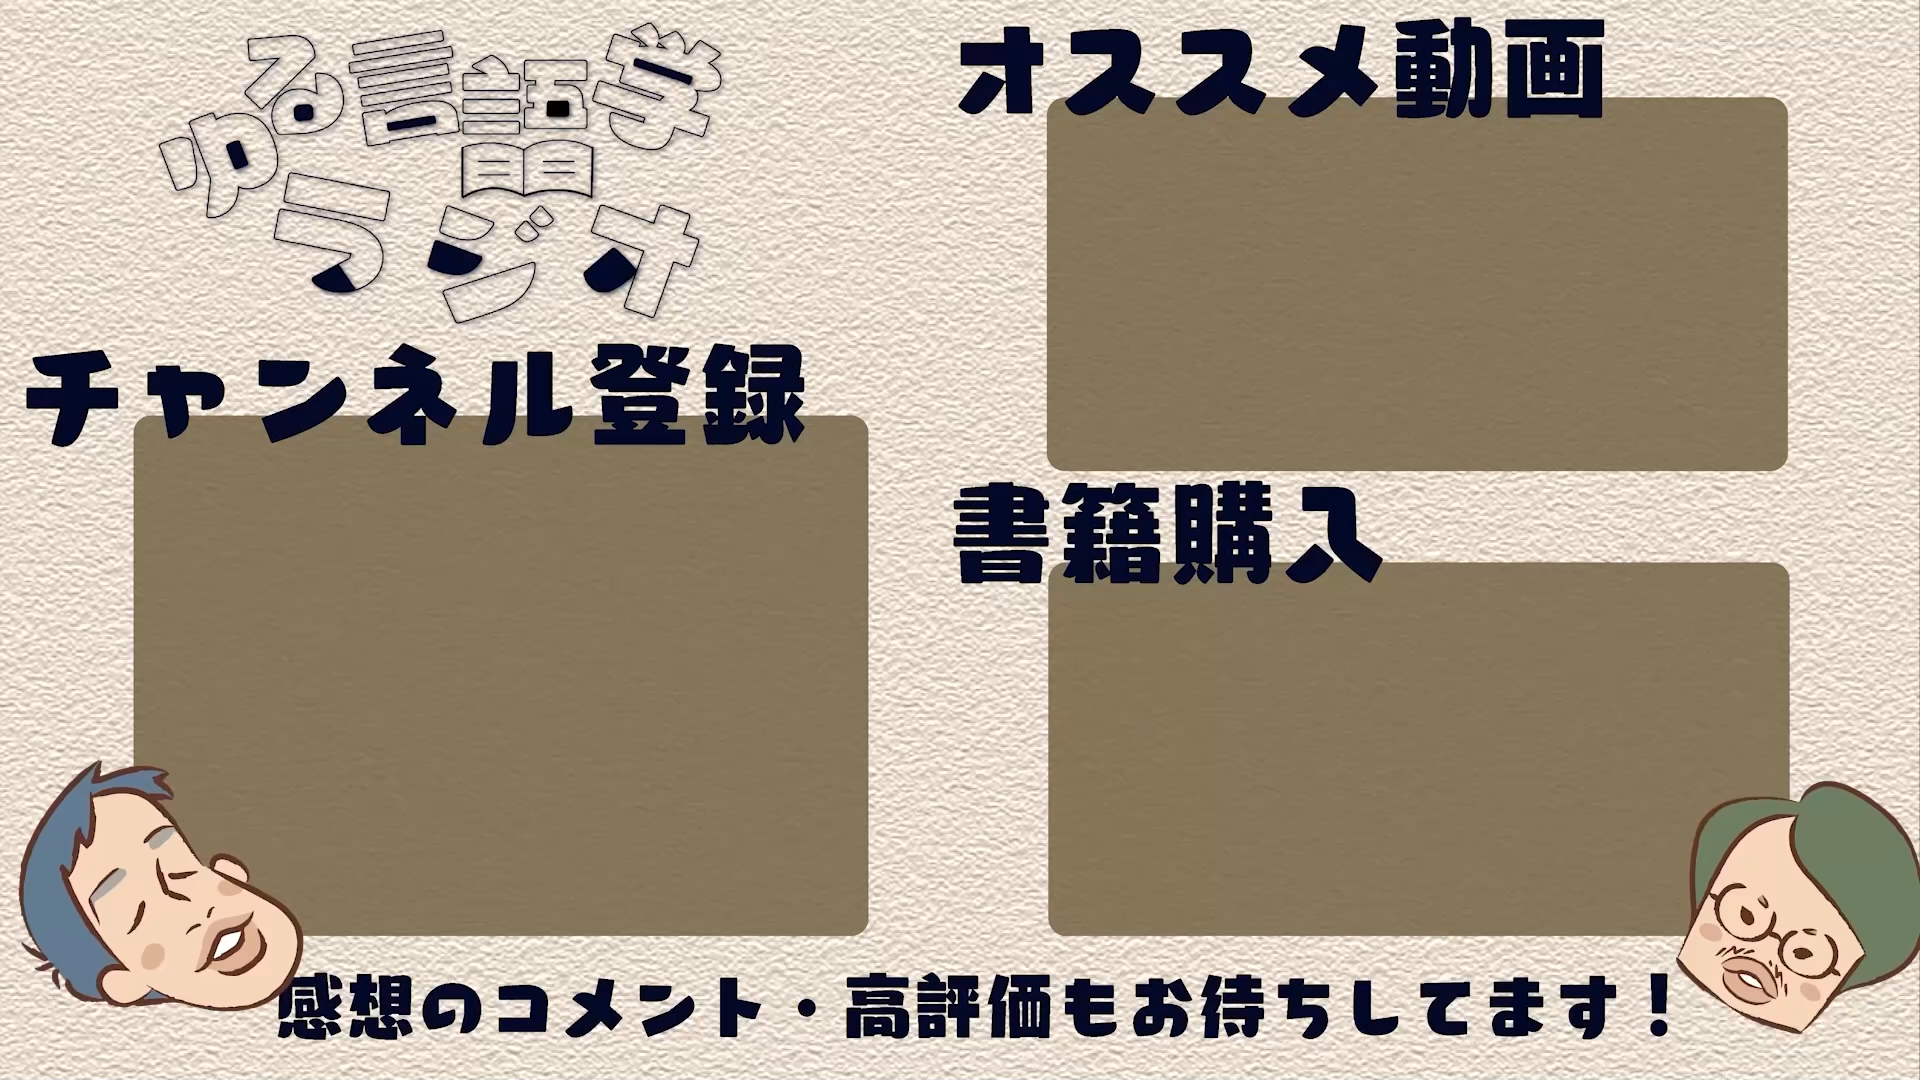 ゆる言語学
ラジオ
チャンネル登録
オススメ動画
書籍購入
感想のコメント・高評価もお待ちしてます！